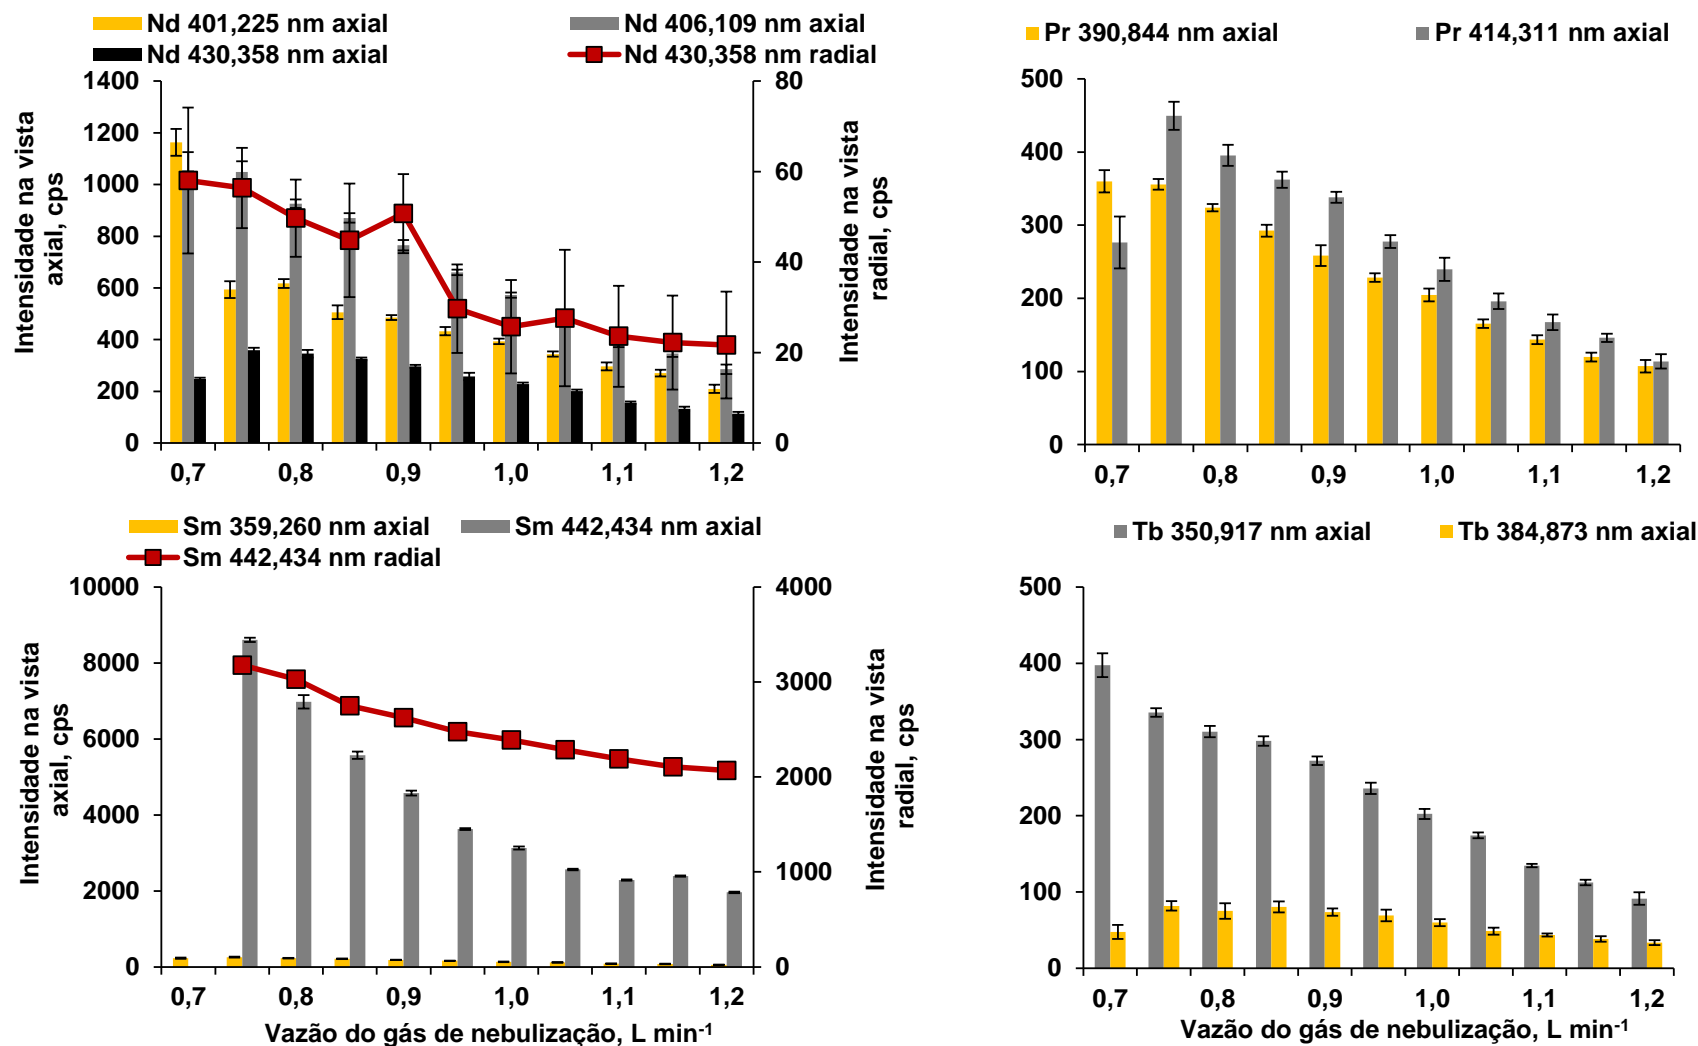 Nd 401,225 nm axial
Nd 406,109 nm axial
Nd 430,358 nm axial
Nd 430,358 nm radial
Intensidade na vista
axial, cps
1400
1200
1000
800
600
400
200
0
80
60
40
20
0
Intensidade na vista
radial, cps
0,7 0,8 0,9 1,0 1,1 1,2
Pr 390,844 nm axial
Pr 414,311 nm axial
500
400
300
200
100
0
0,7 0,8 0,9 1,0 1,1 1,2
Sm 359,260 nm axial
Sm 442,434 nm axial
Sm 442,434 nm radial
Intensidade na vista
axial, cps
10000
8000
6000
4000
2000
0
4000
3000
2000
1000
0
Intensidade na vista
radial, cps
0,7 0,8 0,9 1,0 1,1 1,2
Vazão do gás de nebulização, L min⁻¹
Tb 350,917 nm axial
Tb 384,873 nm axial
500
400
300
200
100
0
0,7 0,8 0,9 1,0 1,1 1,2
Vazão do gás de nebulização, L min⁻¹